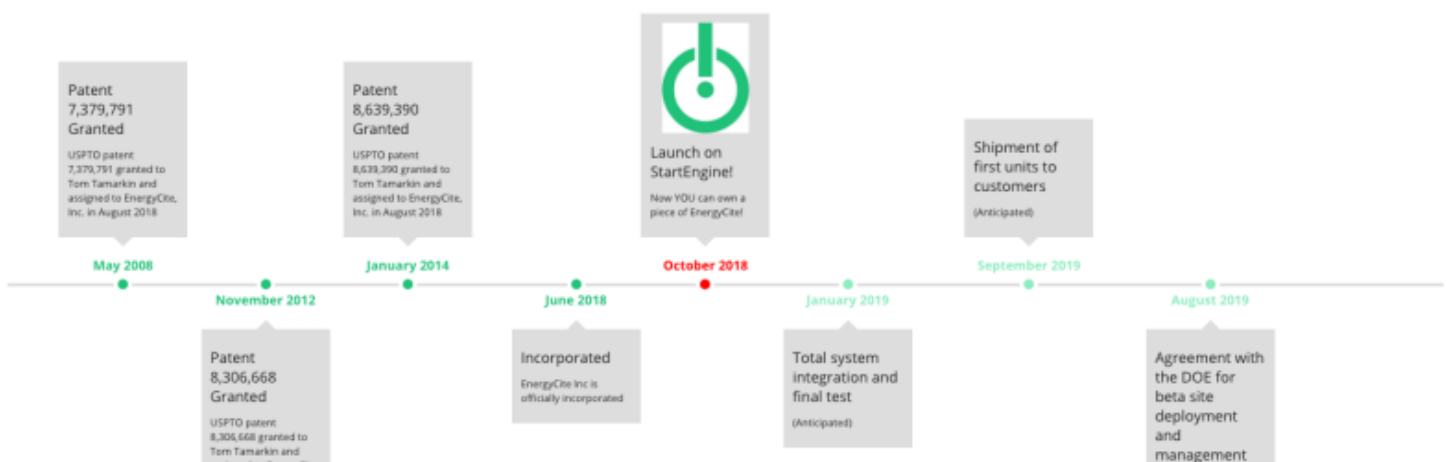 Patent
7,379,791
Granted
USPTO patent
7,379,791 granted to
Tom Tamarkin and
assigned to EnergyCite,
Inc. in August 2018
May 2008
November 2012
Patent
8,306,668
Granted
USPTO patent
8,306,668 granted to
Tom Tamarkin and
Patent
8,639,390
Granted
USPTO patent
8,639,390 granted to
Tom Tamarkin and
assigned to EnergyCite,
Inc. in August 2018
January 2014
June 2018
Incorporated
EnergyCite Inc is
officially incorporated
Launch on
StartEngine!
Now YOU can own a
piece of EnergyCite!
October 2018
January 2019
Total system
integration and
final test
(Anticipated)
Shipment of
first units to
customers
(Anticipated)
September 2019
August 2019
Agreement with
the DOE for
beta site
deployment
and
management